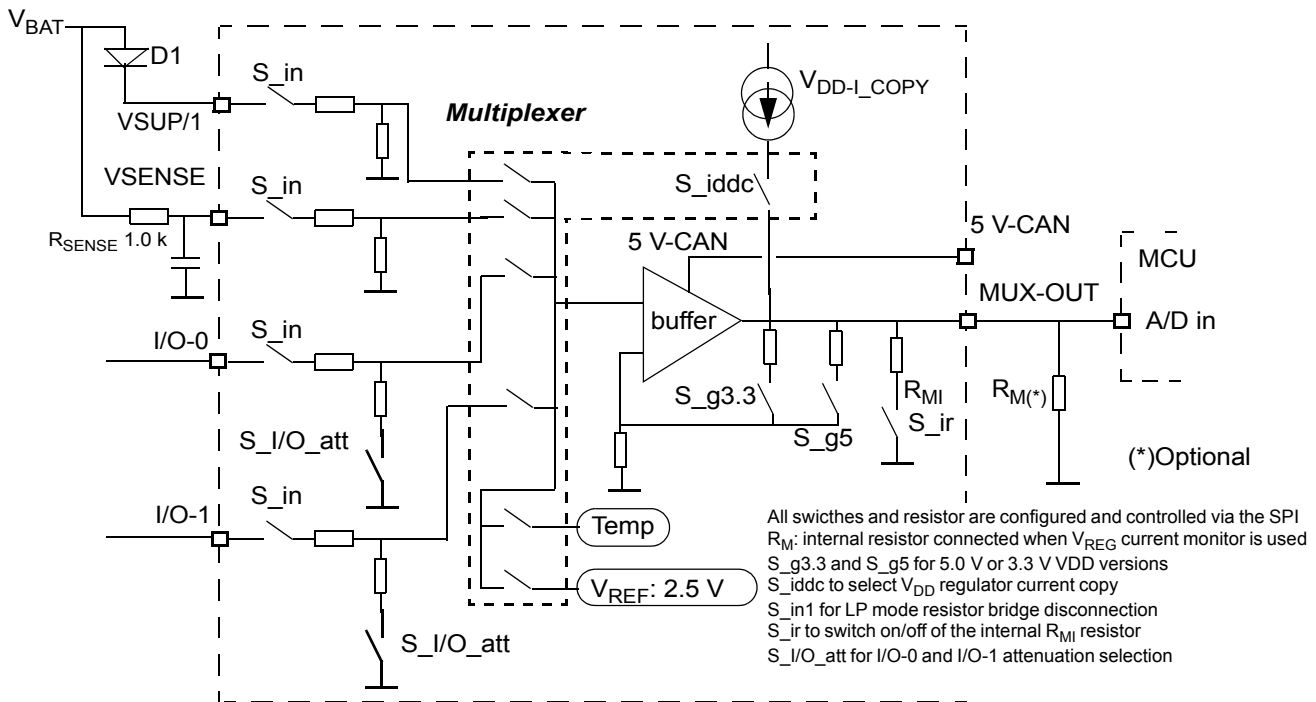 VBAT
D1
S_in
VDD-I_COPY
VSUP/1
Multiplexer
VSENSE
S_in
S_iddc
RSENSE 1.0 k
5 V-CAN
5 V-CAN
MCU
MUX-OUT
buffer
A/D in
I/O-0
S_in
S_g3.3
RMI
RM(*)
S_g5
S_ir
S_I/O_att
(*)Optional
S_in
I/O-1
Temp
VREF: 2.5 V
S_I/O_att
All swicthes and resistor are configured and controlled via the SPI
RM: internal resistor connected when VREG current monitor is used
S_g3.3 and S_g5 for 5.0 V or 3.3 V VDD versions
S_iddc to select VDD regulator current copy
S_in1 for LP mode resistor bridge disconnection
S_ir to switch on/off of the internal RMI resistor
S_I/O_att for I/O-0 and I/O-1 attenuation selection